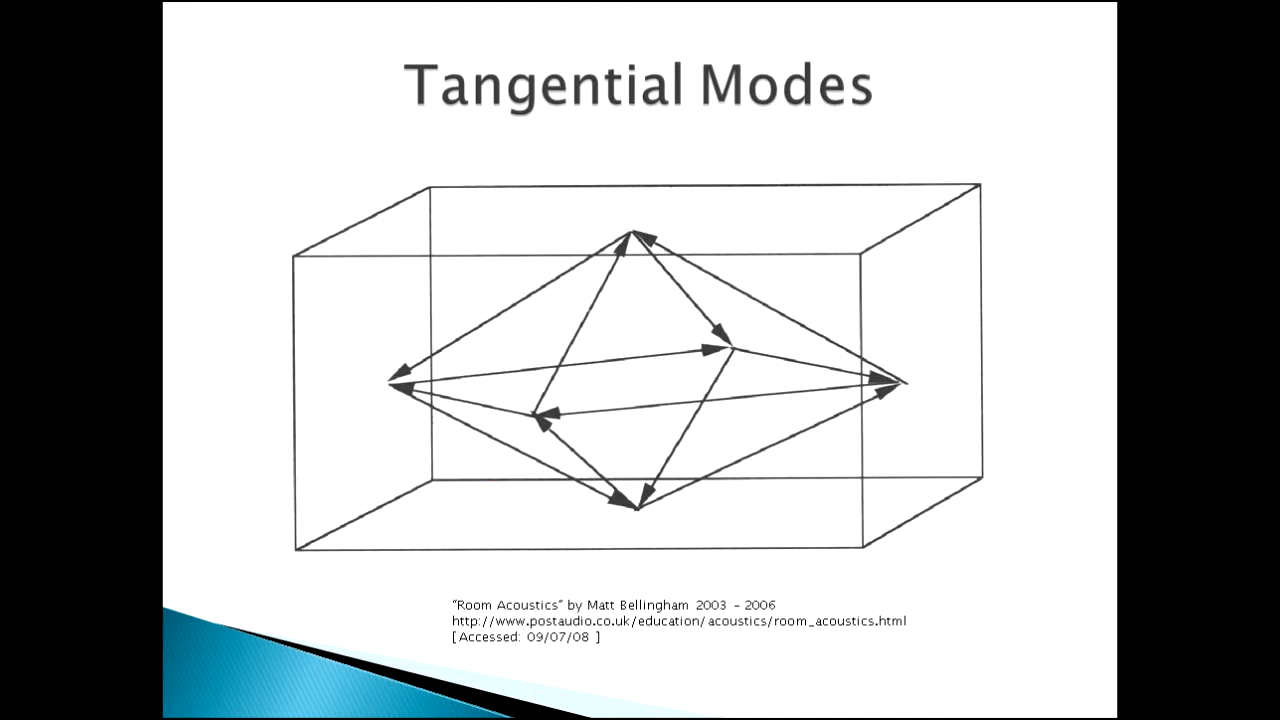 Tangential Modes
“Room Acoustics” by Matt Bellingham 2003 – 2006
http://www.postaudio.co.uk/education/acoustics/room_acoustics.html
[Accessed: 09/07/08 ]